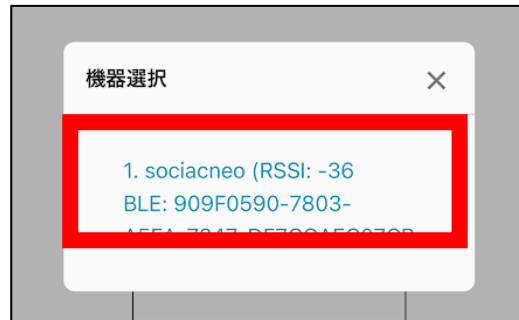 機器選択
1. sociacneo (RSSI: -36
BLE: 909F0590-7803-